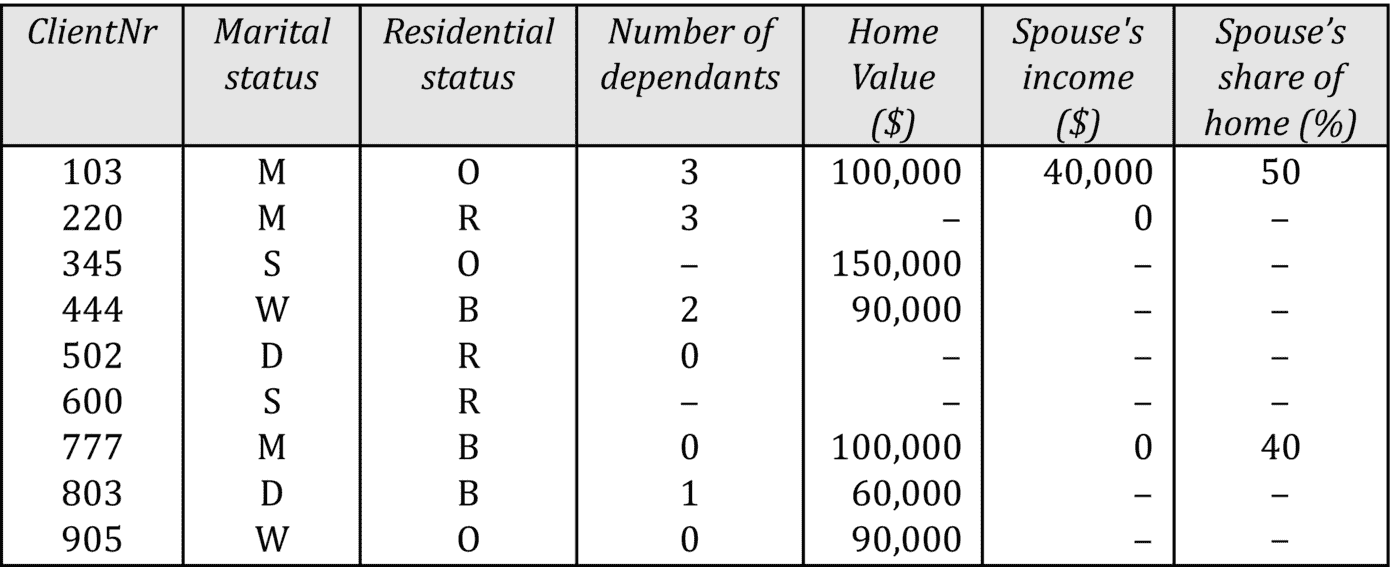 ClientNr Marital status Residential status Number of dependants Home Value ($) Spouse's income ($) Spouse’s share of home (%)
103 M O 3 100,000 40,000 50
220 M R 3 – 0 –
345 S O – 150,000 – –
444 W B 2 90,000 – –
502 D R 0 – – –
600 S R – – – –
777 M B 0 100,000 0 40
803 D B 1 60,000 – –
905 W O 0 90,000 – –